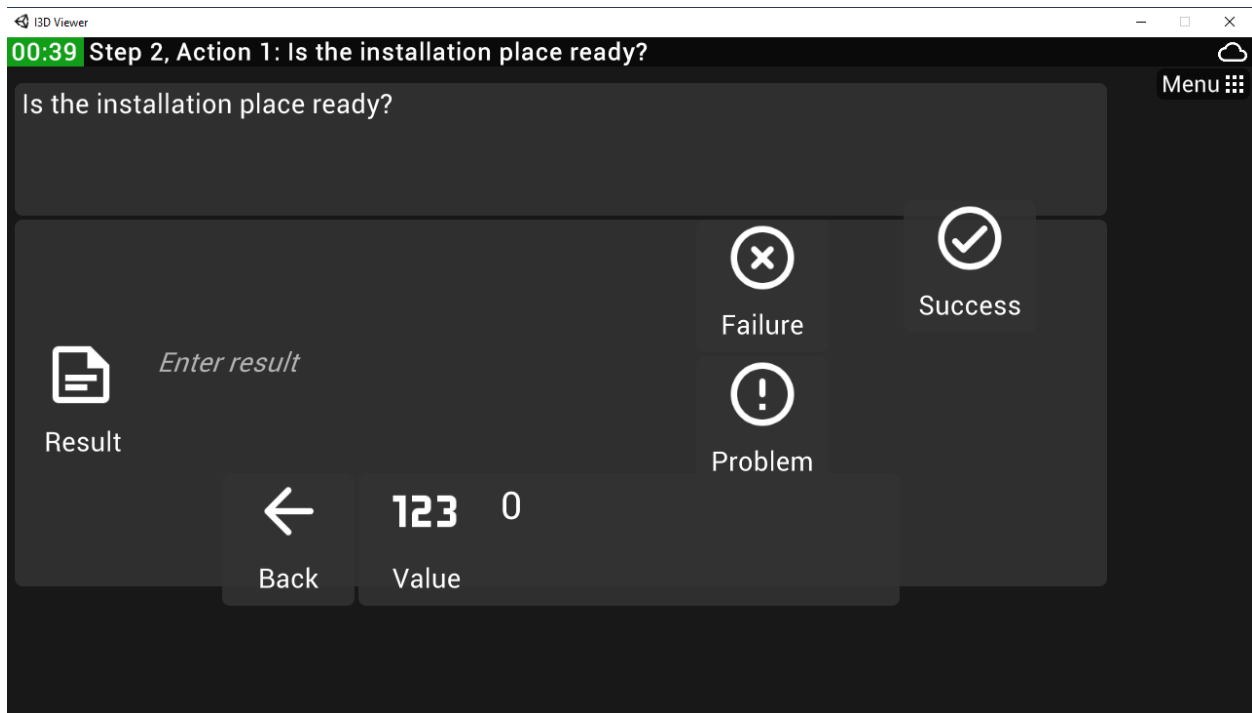 I3D Viewer
00:39 Step 2, Action 1: Is the installation place ready?
Menu
Is the installation place ready?
Failure
Success
Enter result
Result
Problem
123 0
Back
Value